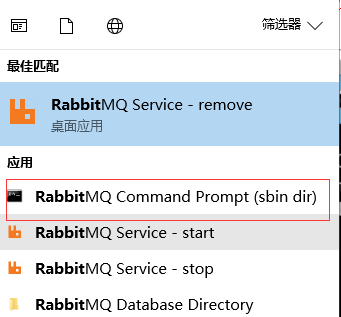 筛选器
最佳匹配
RabbitMQ Service - remove
桌面应用
应用
RabbitMQ Command Prompt (sbin dir)
RabbitMQ Service - start
RabbitMQ Service - stop
RabbitMQ Database Directory